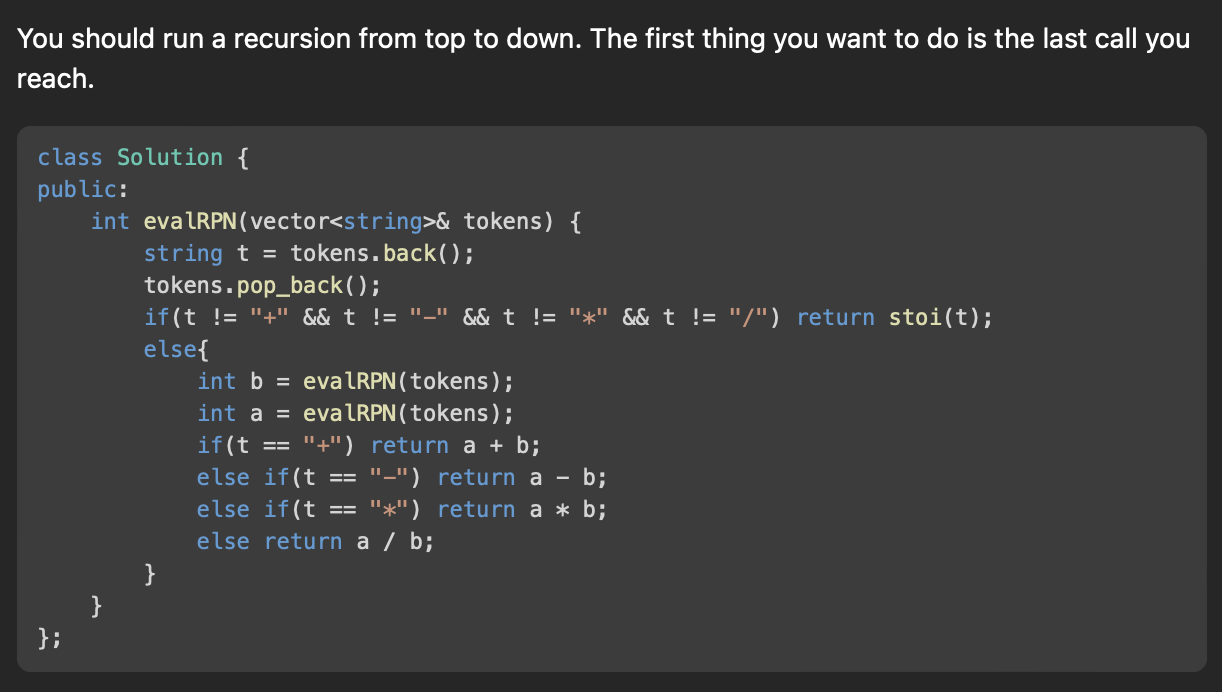 You should run a recursion from top to down. The first thing you want to do is the last call you
reach.
class Solution {
public:
    int evalRPN(vector<string>& tokens) {
        string t = tokens.back();
        tokens.pop_back();
        if(t != "+" && t != "-" && t != "*" && t != "/") return stoi(t);
        else{
            int b = evalRPN(tokens);
            int a = evalRPN(tokens);
            if(t == "+") return a + b;
            else if(t == "-") return a - b;
            else if(t == "*") return a * b;
            else return a / b;
        }
    }
};